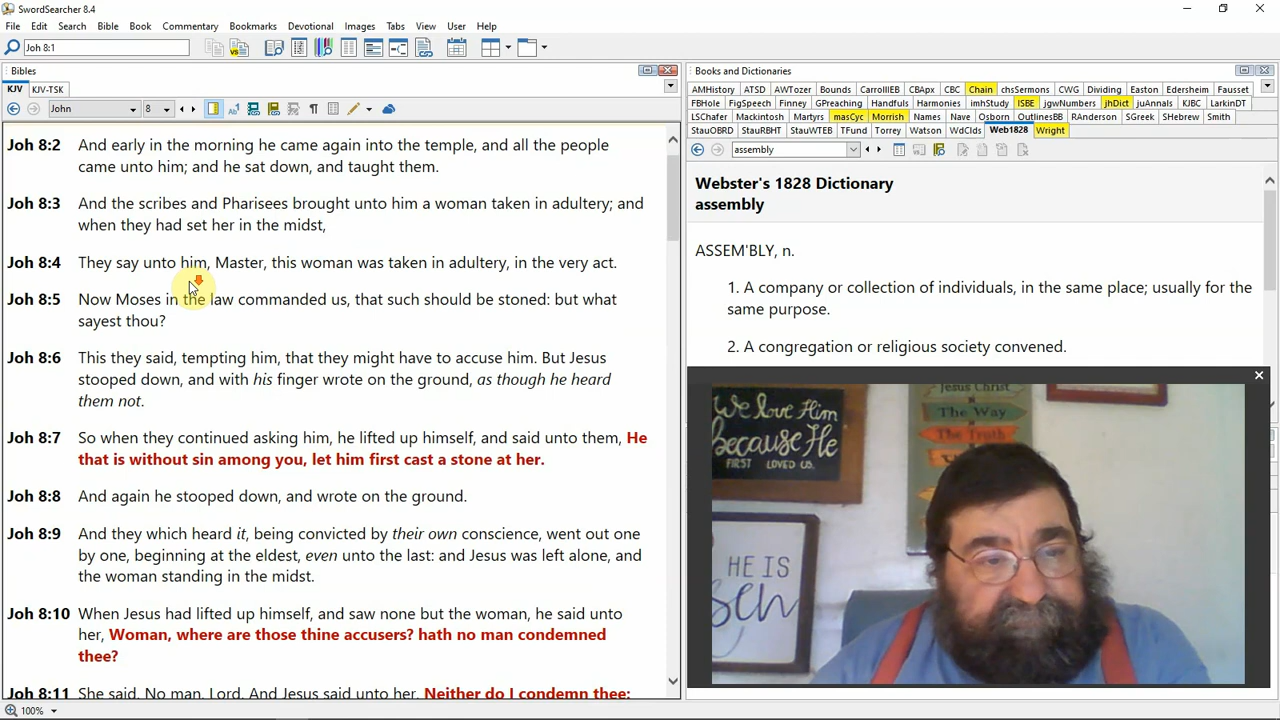 SwordSearcher 8.4
File Edit Search Bible Book Commentary Bookmarks Devotional Images Tabs View User Help
Joh 8:1
Bibles
KJV KJV-TSK
John 8
Joh 8:2 And early in the morning he came again into the temple, and all the people
came unto him; and he sat down, and taught them.
Joh 8:3 And the scribes and Pharisees brought unto him a woman taken in adultery; and
when they had set her in the midst,
Joh 8:4 They say unto him, Master, this woman was taken in adultery, in the very act.
Joh 8:5 Now Moses in the law commanded us, that such should be stoned: but what
sayest thou?
Joh 8:6 This they said, tempting him, that they might have to accuse him. But Jesus
stooped down, and with his finger wrote on the ground, as though he heard
them not.
Joh 8:7 So when they continued asking him, he lifted up himself, and said unto them, He
that is without sin among you, let him first cast a stone at her.
Joh 8:8 And again he stooped down, and wrote on the ground.
Joh 8:9 And they which heard it, being convicted by their own conscience, went out one
by one, beginning at the eldest, even unto the last: and Jesus was left alone, and
the woman standing in the midst.
Joh 8:10 When Jesus had lifted up himself, and saw none but the woman, he said unto
her, Woman, where are those thine accusers? hath no man condemned
thee?
Joh 8:11 She said, No man, Lord. And Jesus said unto her, Neither do I condemn thee:
100%
Books and Dictionaries
AMHistory ATSD AWTozer Bounds CarrollIEB CBApx CBC Chain chsSermons CWG Dividing Easton Edersheim Fausset
FBHole FigSpeech Finney GPreaching Handfuls Harmonies imhStudy ISBE jgwNumbers jhDict juAnnals KJBC LarkinDT
LSChafer Mackintosh Martyrs masCyc Morrish Names Nave Osborn OutlinesBB RAnderson SGreek SHebrew Smith
StauOBRD StauRBHT StauWTEB TFund Torrey Watson WdClds Web1828 Wright
assembly
Webster's 1828 Dictionary
assembly
ASSEM'BLY, n.
1. A company or collection of individuals, in the same place; usually for the
same purpose.
2. A congregation or religious society convened.
We love Him
because He
FIRST LOVED US.
Jesus Christ
The Way
The Truth
HE IS